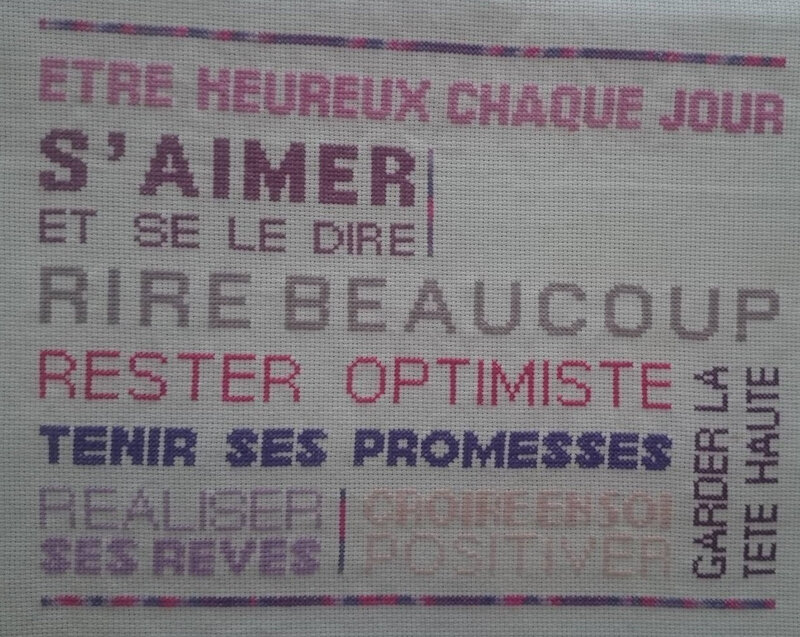 ETRE HEUREUX CHAQUE JOUR
S'AIMER
ET SE LE DIRE
RIRE BEAUCOUP
RESTER OPTIMISTE
TENIR SES PROMESSES
REALISER
SES REVES
CROIRE EN SOI
POSITIVER
GARDER LA
TETE HAUTE